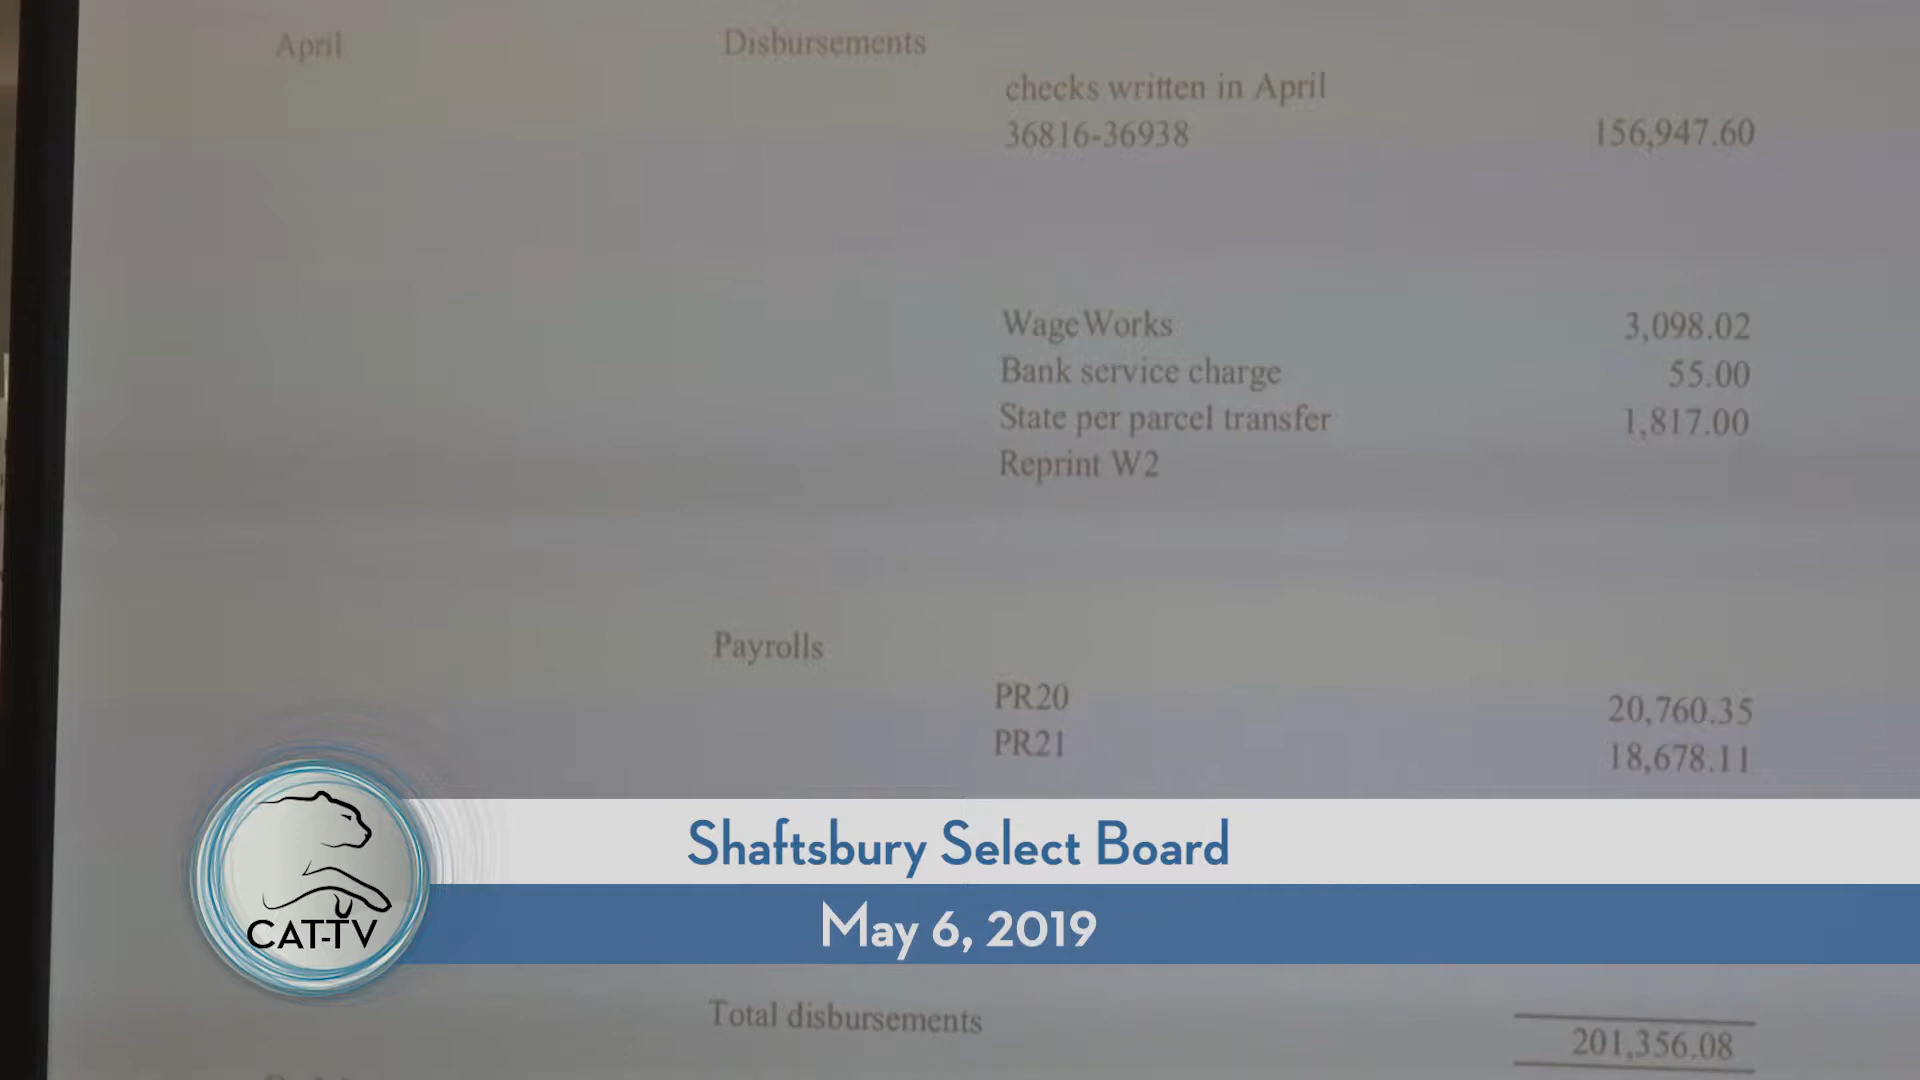 April Disbursements
checks written in April
36816-36938 156,947.60
WageWorks 3,098.02
Bank service charge 55.00
State per parcel transfer 1,817.00
Reprint W2
Payrolls
PR20 20,760.35
PR21 18,678.11
Shaftsbury Select Board
May 6, 2019
CAT-TV
Total disbursements 201,356.08